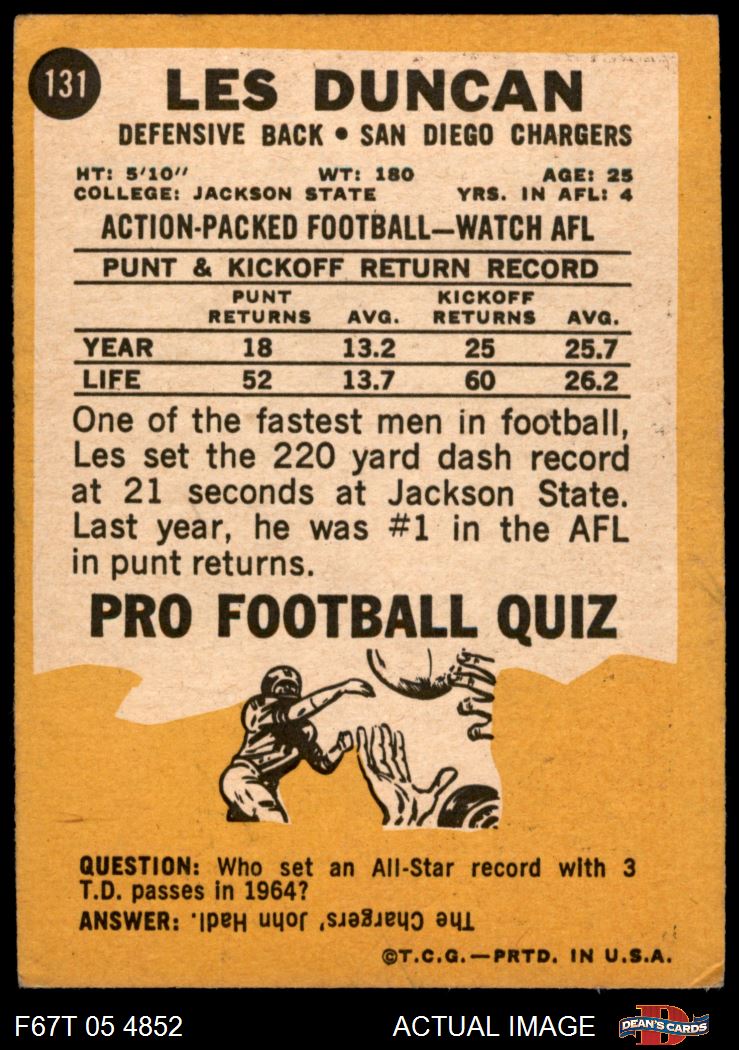 131
LES DUNCAN
DEFENSIVE BACK • SAN DIEGO CHARGERS
HT: 5'10" WT: 180 AGE: 25
COLLEGE: JACKSON STATE YRS. IN AFL: 4
ACTION-PACKED FOOTBALL—WATCH AFL
PUNT & KICKOFF RETURN RECORD
PUNT KICKOFF
RETURNS AVG. RETURNS AVG.
YEAR 18 13.2 25 25.7
LIFE 52 13.7 60 26.2
One of the fastest men in football,
Les set the 220 yard dash record
at 21 seconds at Jackson State.
Last year, he was #1 in the AFL
in punt returns.
PRO FOOTBALL QUIZ
QUESTION: Who set an All-Star record with 3
T.D. passes in 1964?
ANSWER: The Chargers' John Hadl.
©T.C.G.—PRTD. IN U.S.A.
F67T 05 4852 ACTUAL IMAGE D DEAN'S CARDS